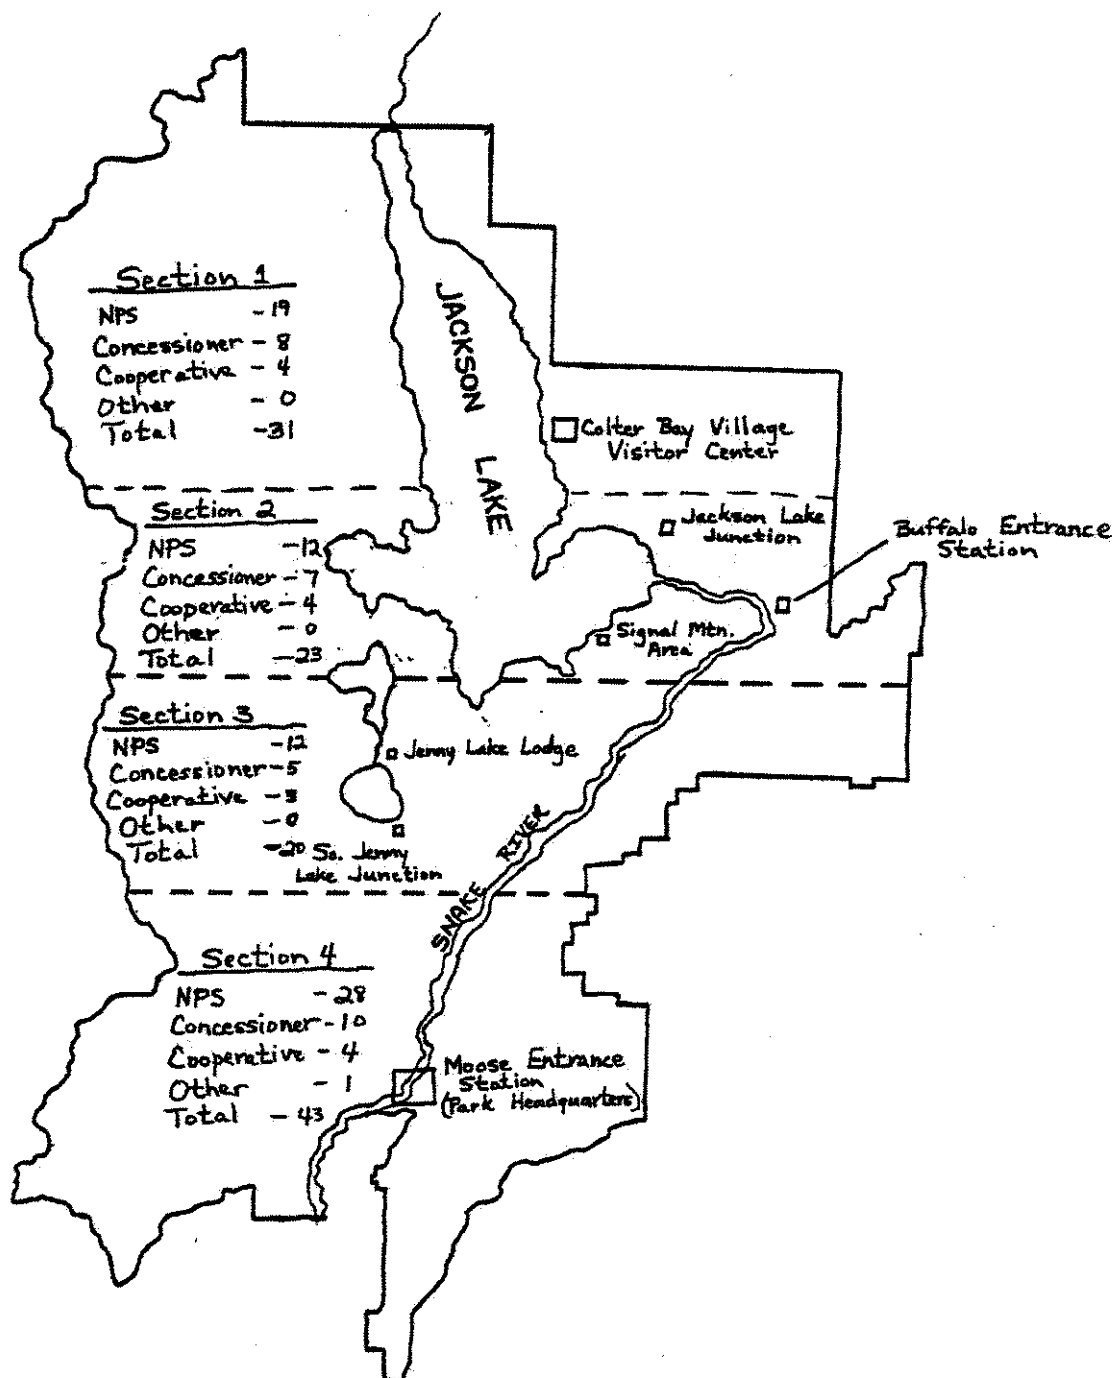 Section 1
NPS - 19
Concessioner - 8
Cooperative - 4
Other - 0
Total - 31
JACKSON
LAKE
Colter Bay Village
Visitor Center
Section 2
NPS - 12
Concessioner - 7
Cooperative - 4
Other - 0
Total - 23
Jackson Lake
Junction
Buffalo Entrance
Station
Signal Mtn.
Area
Section 3
NPS - 12
Concessioner - 5
Cooperative - 3
Other - 0
Total - 20
Jenny Lake Lodge
So. Jenny
Lake Junction
SNAKE RIVER
Section 4
NPS - 28
Concessioner - 10
Cooperative - 4
Other - 1
Total - 43
Moose Entrance
Station
(Park Headquarters)